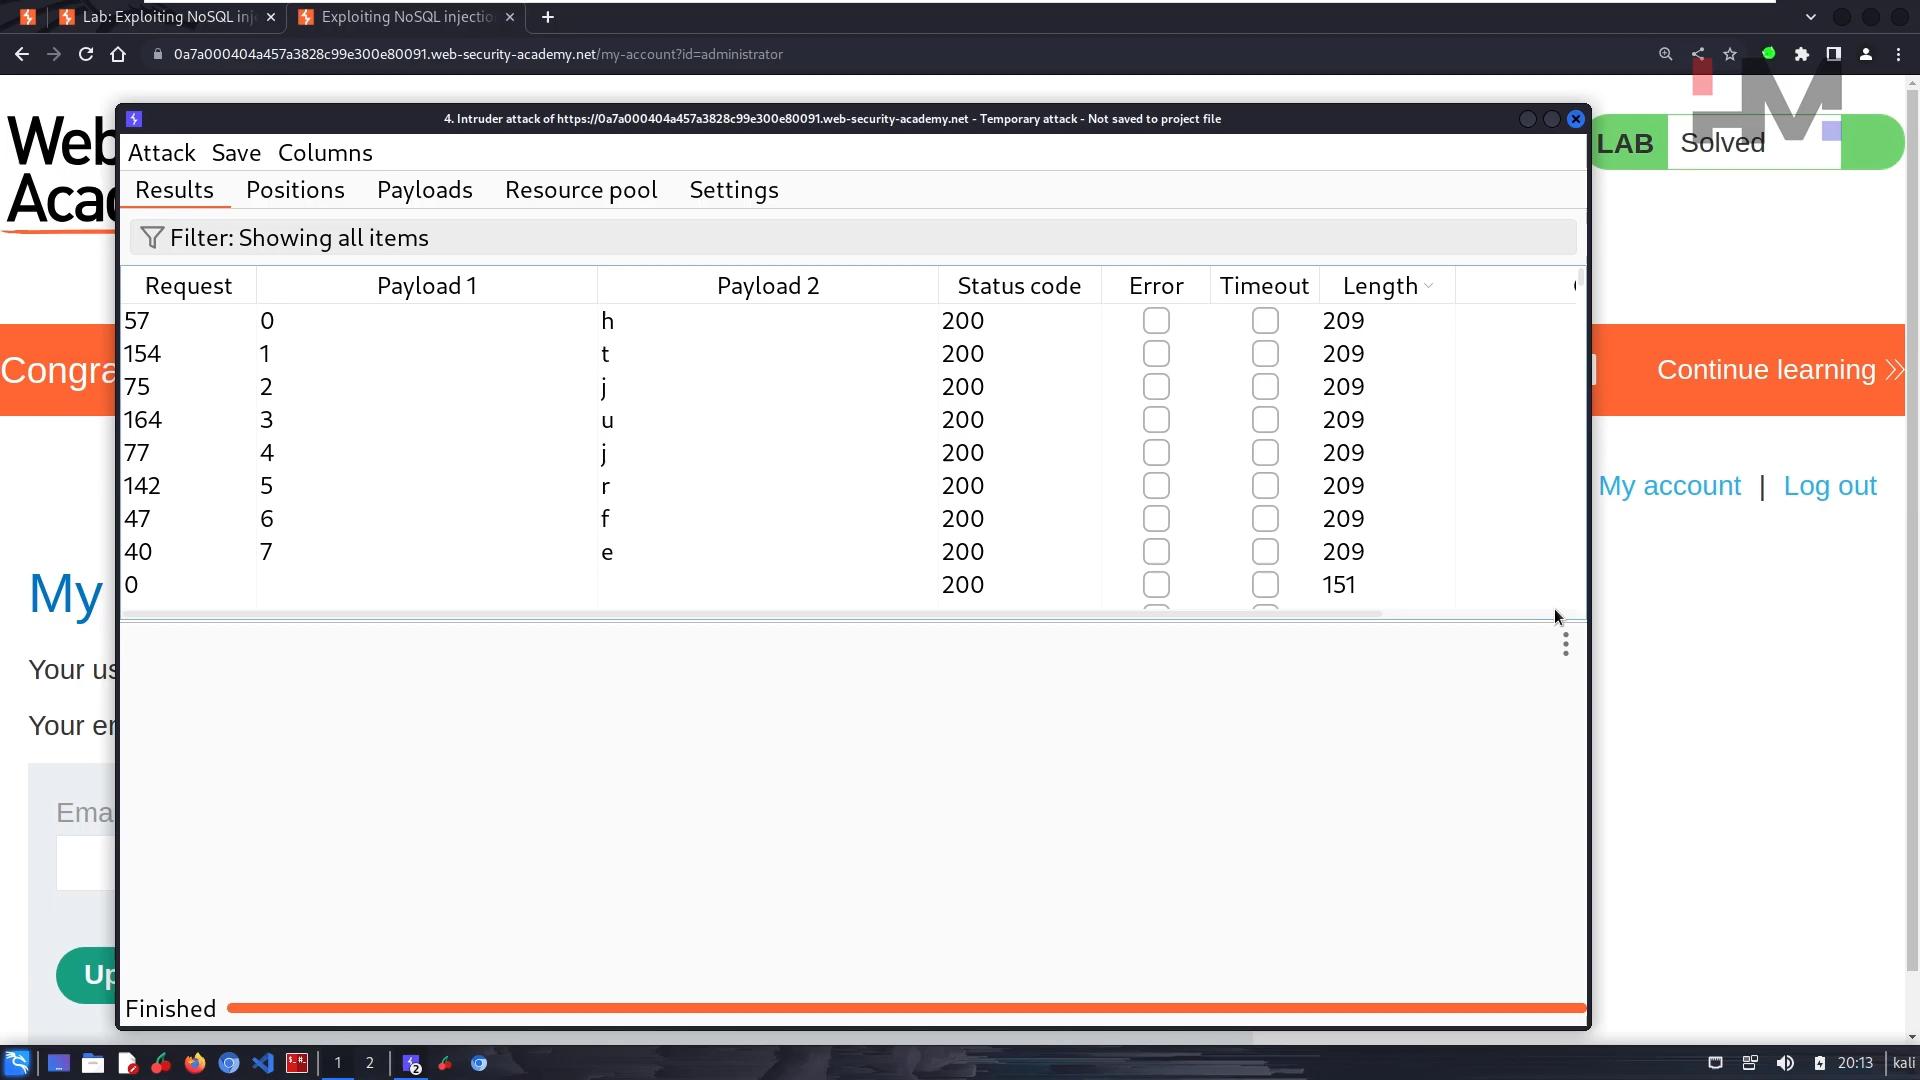 Lab: Exploiting NoSQL inj
Exploiting NoSQL injectio
0a7a000404a457a3828c99e300e80091.web-security-academy.net/my-account?id=administrator
4. Intruder attack of https://0a7a000404a457a3828c99e300e80091.web-security-academy.net - Temporary attack - Not saved to project file
Web
Aca
LAB Solved
Attack Save Columns
Results Positions Payloads Resource pool Settings
Filter: Showing all items
Request Payload 1 Payload 2 Status code Error Timeout Length
57 0 h 200 209
154 1 t 200 209
75 2 j 200 209
164 3 u 200 209
77 4 j 200 209
142 5 r 200 209
47 6 f 200 209
40 7 e 200 209
0 200 151
Congra
Continue learning
My account | Log out
My
Your us
Your em
Ema
Up
Finished
1 2
2
20:13 kali